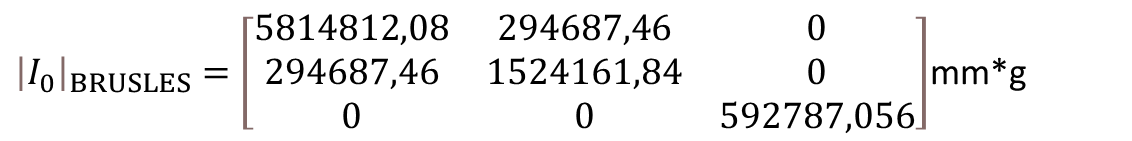 5814812,08 294687,46 0
|I₀|BRUSLES = 294687,46 1524161,84 0 mm*g
0 0 592787,056